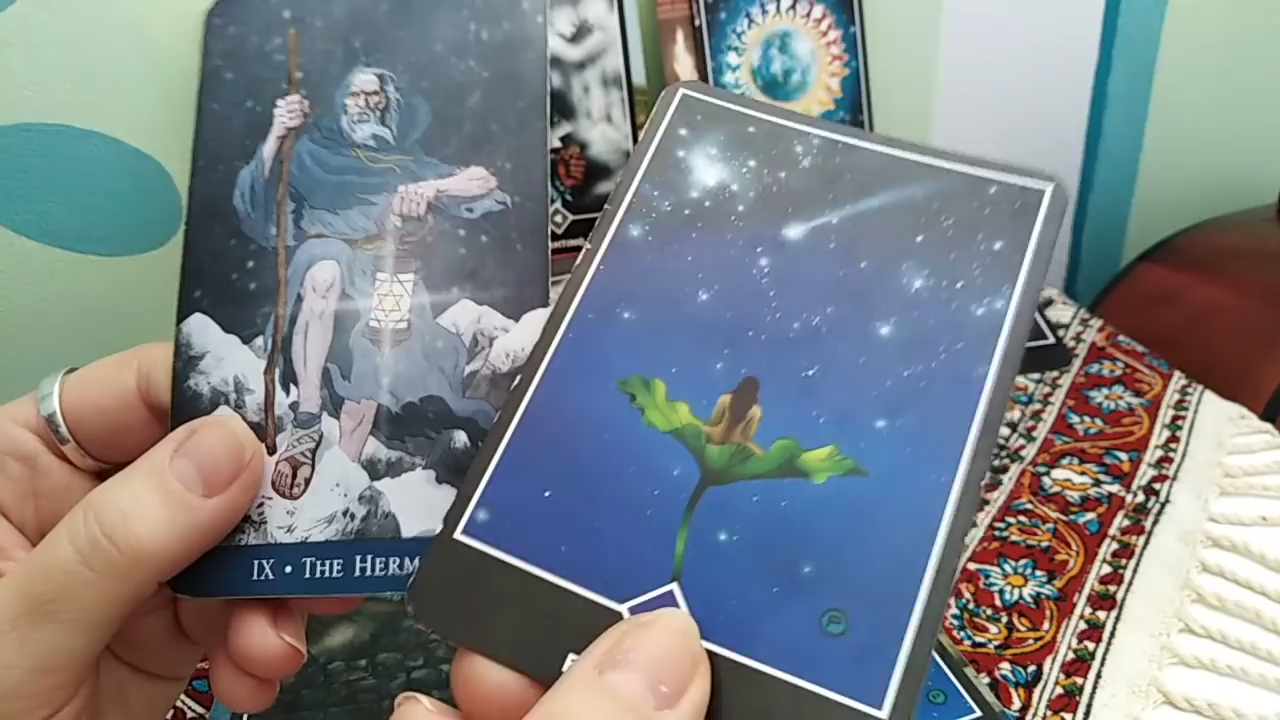 IX • THE HERM